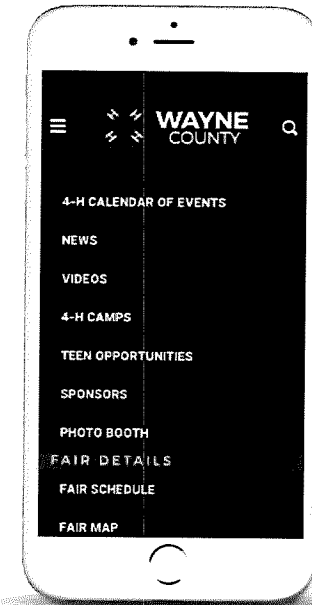 WAYNE
COUNTY
4-H CALENDAR OF EVENTS
NEWS
VIDEOS
4-H CAMPS
TEEN OPPORTUNITIES
SPONSORS
PHOTO BOOTH
FAIR DETAILS
FAIR SCHEDULE
FAIR MAP